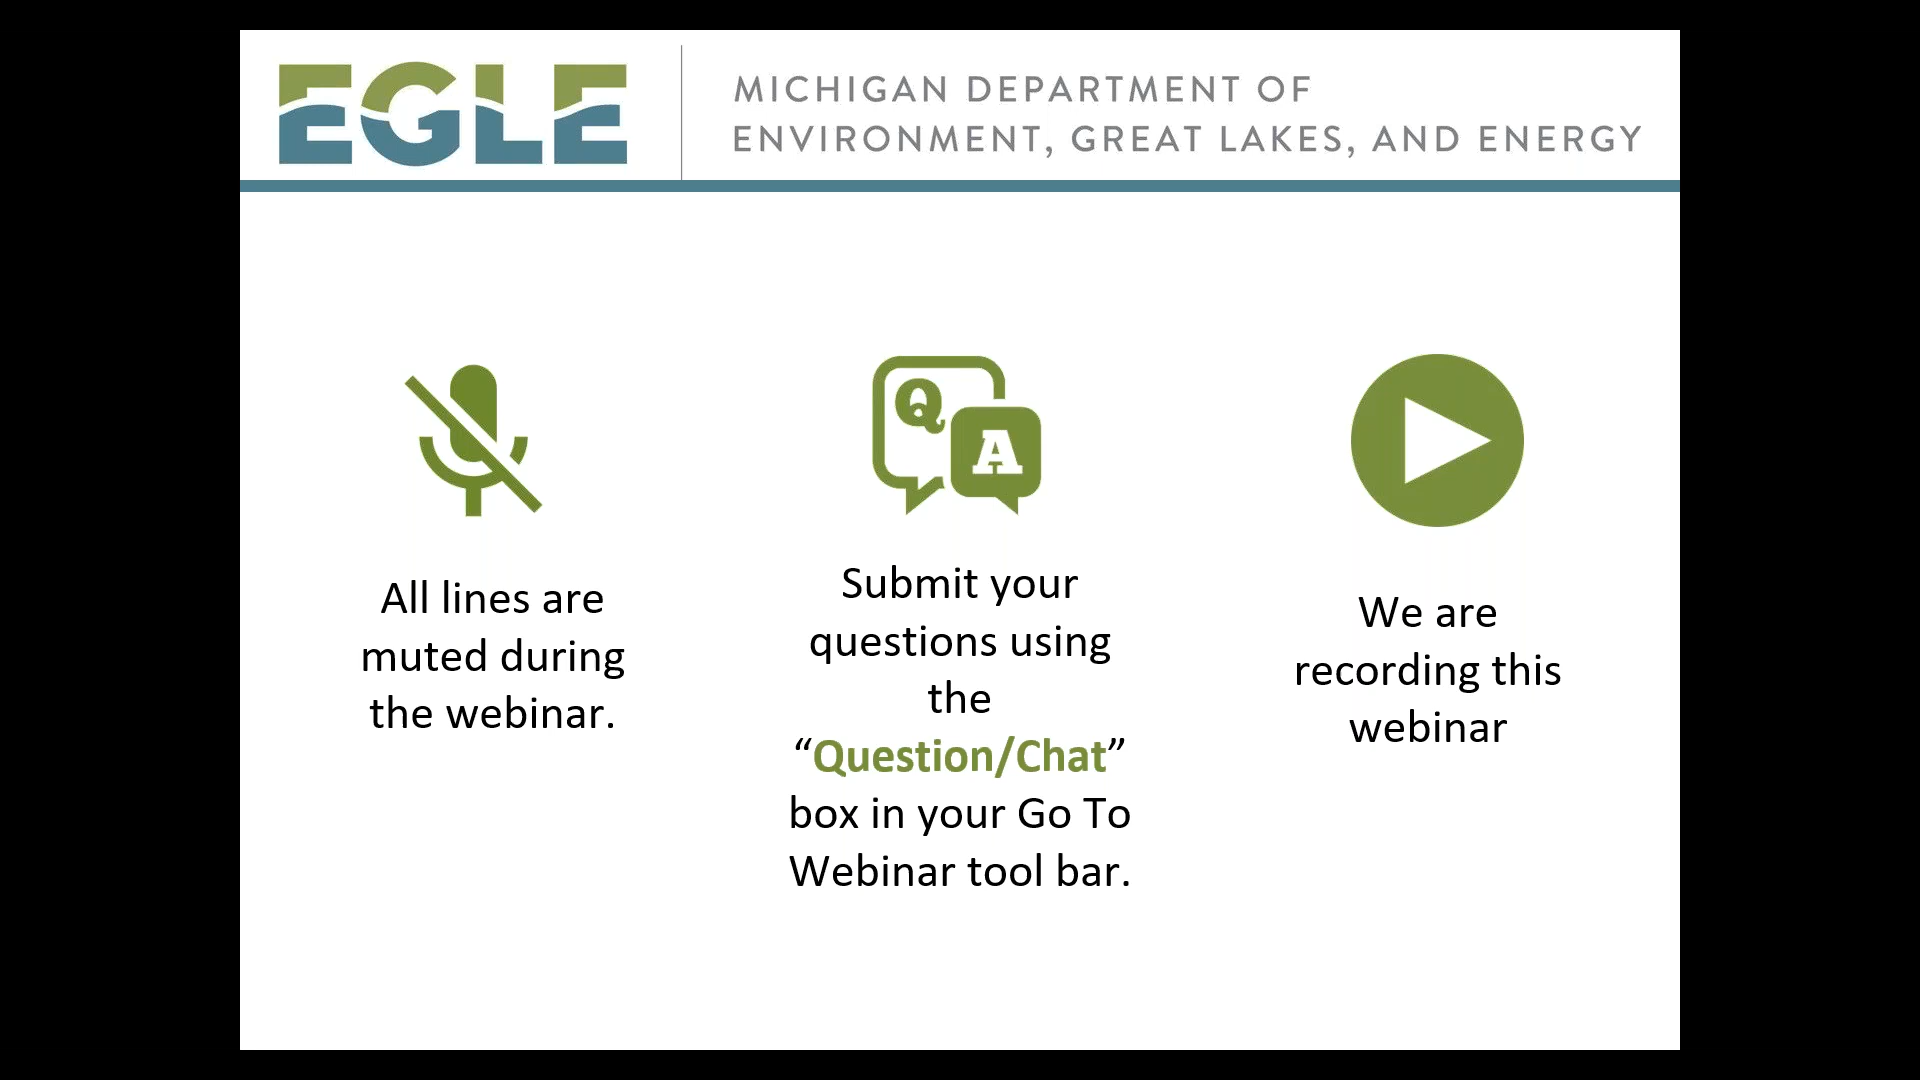 EGLE
MICHIGAN DEPARTMENT OF
ENVIRONMENT, GREAT LAKES, AND ENERGY
Q
A
All lines are
muted during
the webinar.
Submit your
questions using
the
“Question/Chat”
box in your Go To
Webinar tool bar.
We are
recording this
webinar